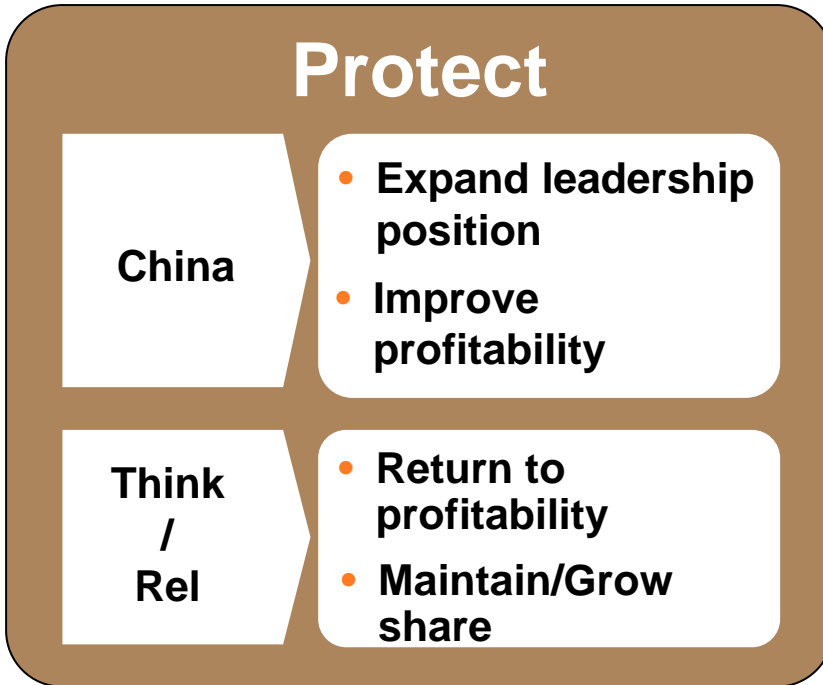 Protect
China
• Expand leadership
position
• Improve
profitability
Think
/
Rel
• Return to
profitability
• Maintain/Grow
share